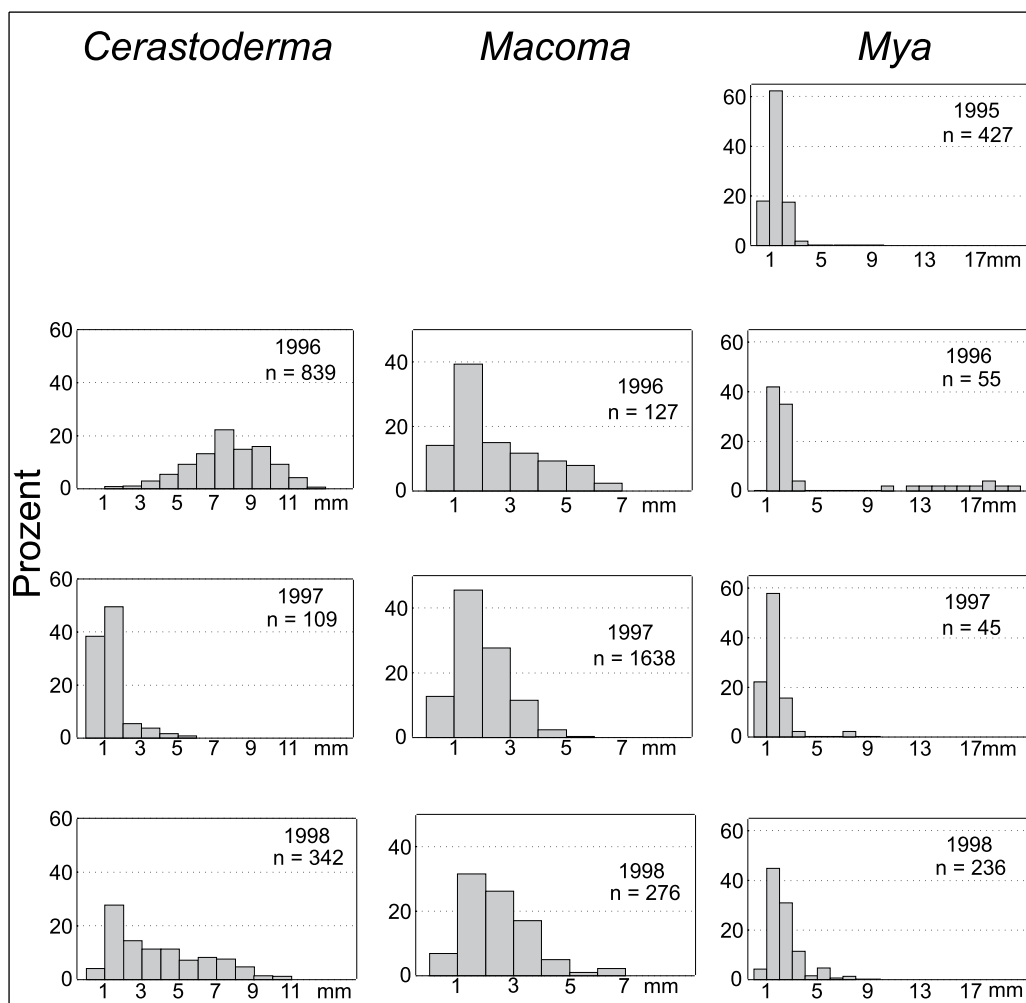 Cerastoderma Macoma Mya
Prozent
60
40
20
0
1 5 9 13 17mm
1995
n = 427
60
40
20
0
1 3 5 7 9 11 mm
1996
n = 839
40
20
0
1 3 5 7 mm
1996
n = 127
60
40
20
0
1 5 9 13 17mm
1996
n = 55
60
40
20
0
1 3 5 7 9 11 mm
1997
n = 109
40
20
0
1 3 5 7 mm
1997
n = 1638
60
40
20
0
1 5 9 13 17mm
1997
n = 45
60
40
20
0
1 3 5 7 9 11 mm
1998
n = 342
40
20
0
1 3 5 7 mm
1998
n = 276
60
40
20
0
1 5 9 13 17 mm
1998
n = 236